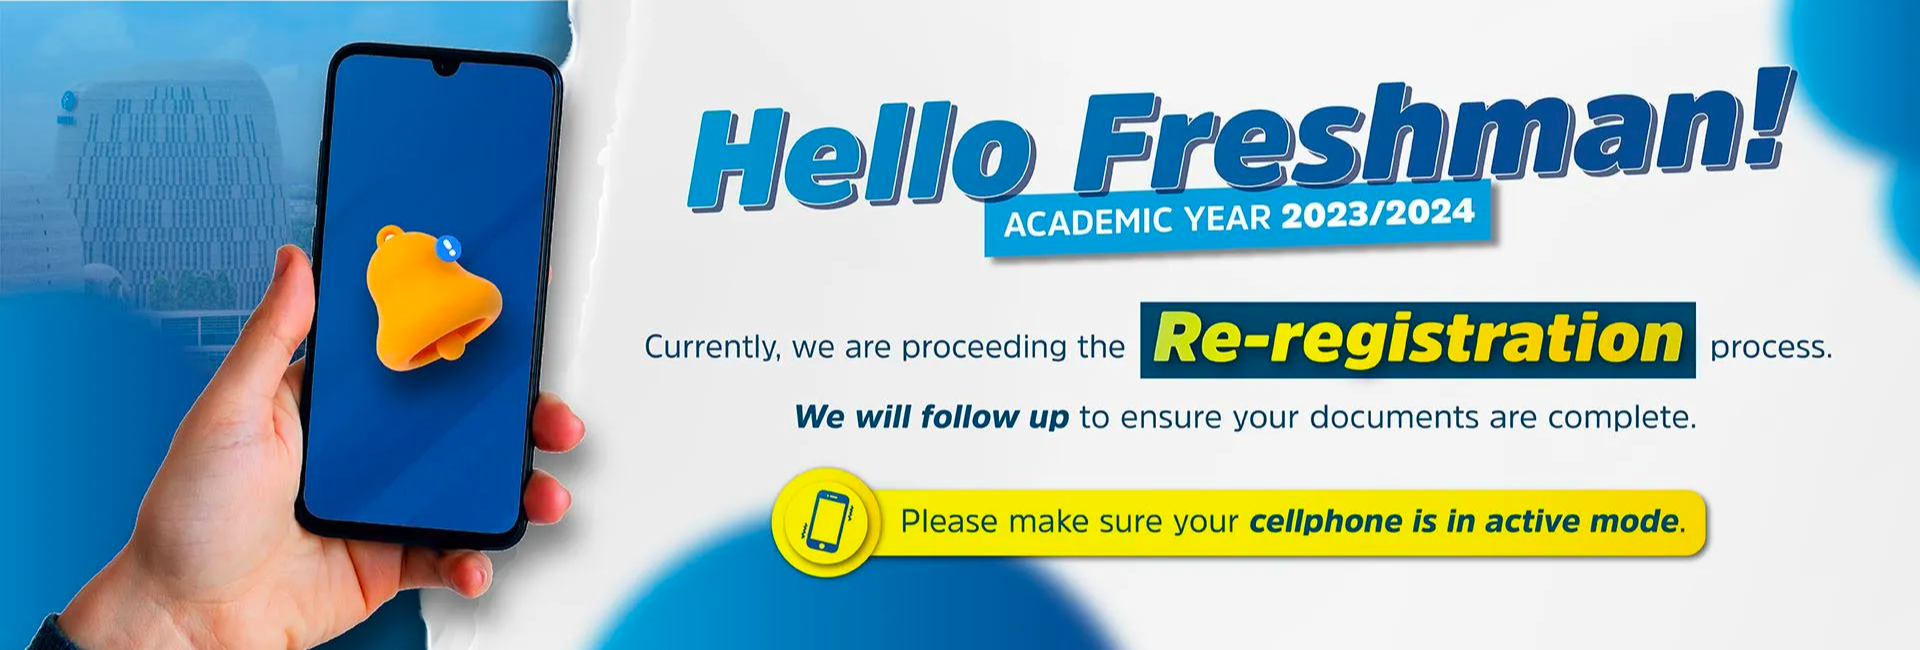 Hello Freshman!
ACADEMIC YEAR 2023/2024
Currently, we are proceeding the Re-registration process.
We will follow up to ensure your documents are complete.
Please make sure your cellphone is in active mode.